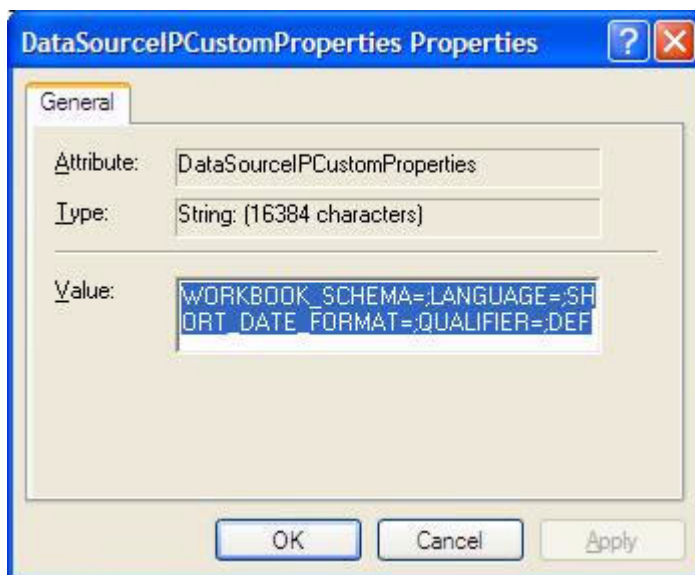 DataSourceIPCustomProperties Properties
General
Attribute: DataSourceIPCustomProperties
Type: String: (16384 characters)
Value: WORKBOOK_SCHEMA=;LANGUAGE=;SH
ORT_DATE_FORMAT=;QUALIFIER=;DEF
OK Cancel Apply